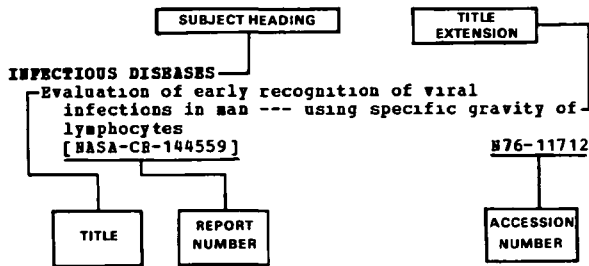 SUBJECT HEADING
TITLE
EXTENSION
INFECTIOUS DISEASES
Evaluation of early recognition of viral
infections in man --- using specific gravity of
lymphocytes
[NASA-CR-144559]
N76-11712
TITLE
REPORT
NUMBER
ACCESSION
NUMBER